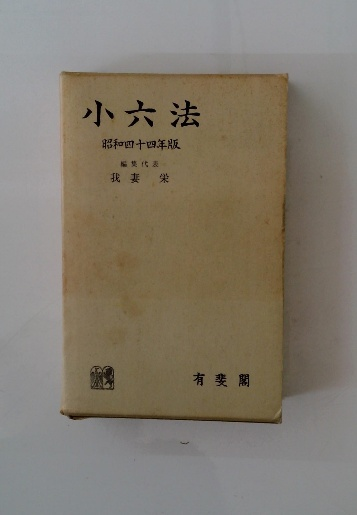 小六法
昭和四十四年版
編集代表
我妻 栄
有斐閣